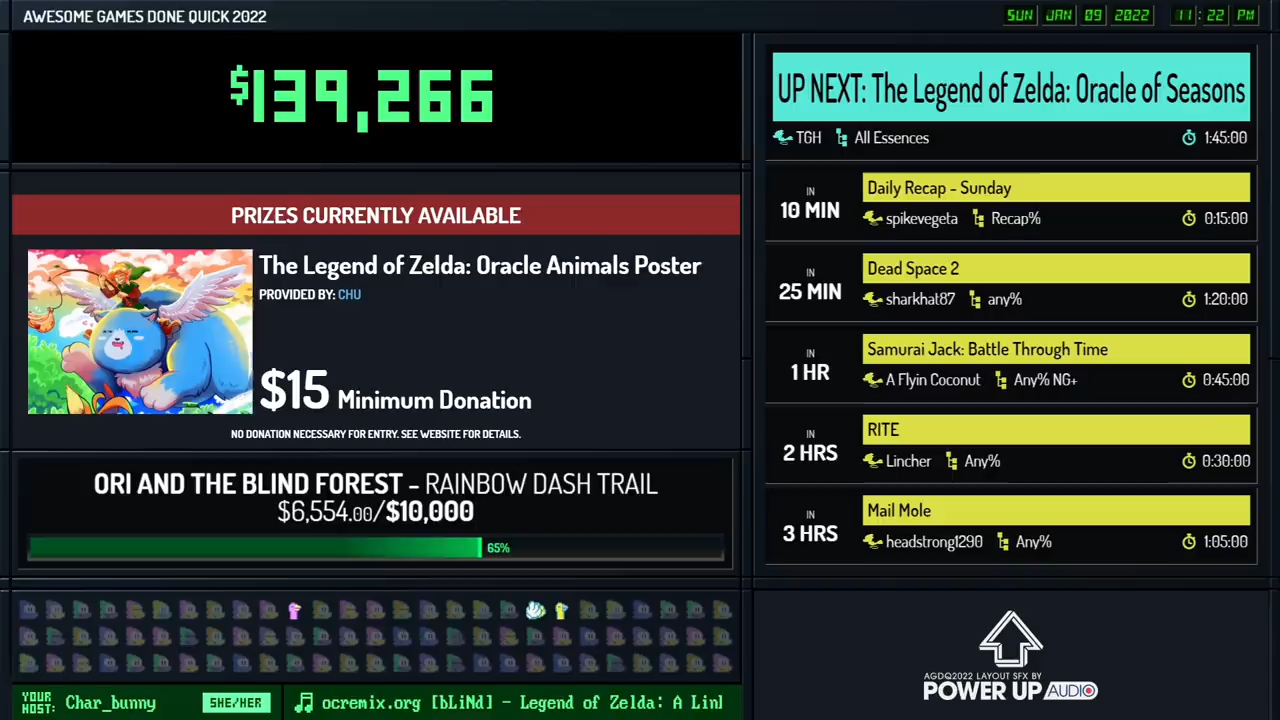 AWESOME GAMES DONE QUICK 2022
SUN JAN 09 2022 11:22 PM
$139,266
PRIZES CURRENTLY AVAILABLE
The Legend of Zelda: Oracle Animals Poster
PROVIDED BY: CHU
$15 Minimum Donation
NO DONATION NECESSARY FOR ENTRY. SEE WEBSITE FOR DETAILS.
ORI AND THE BLIND FOREST - RAINBOW DASH TRAIL
$6,554.00/$10,000
65%
YOUR HOST: Char_bunny SHE/HER
ocremix.org [bLiNd] - Legend of Zelda: A Linl
UP NEXT: The Legend of Zelda: Oracle of Seasons
TGH All Essences 1:45:00
IN 10 MIN
Daily Recap - Sunday
spikevegeta Recap% 0:15:00
IN 25 MIN
Dead Space 2
sharkhat87 any% 1:20:00
IN 1 HR
Samurai Jack: Battle Through Time
A Flyin Coconut Any% NG+ 0:45:00
IN 2 HRS
RITE
Lincher Any% 0:30:00
IN 3 HRS
Mail Mole
headstrong1290 Any% 1:05:00
AGDQ2022 LAYOUT SFX BY
POWER UP AUDIO